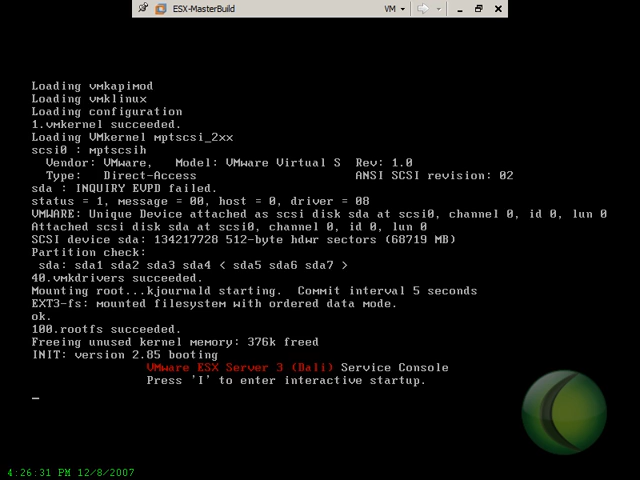 ESX-MasterBuild VM
Loading vmkapimod
Loading vmklinux
Loading configuration
1.vmkernel succeeded.
Loading VMkernel mptscsi_2xx
scsi0 : mptscsih
Vendor: VMware, Model: VMware Virtual S Rev: 1.0
Type: Direct-Access ANSI SCSI revision: 02
sda : INQUIRY EVPD failed.
status = 1, message = 00, host = 0, driver = 08
VMWARE: Unique Device attached as scsi disk sda at scsi0, channel 0, id 0, lun 0
Attached scsi disk sda at scsi0, channel 0, id 0, lun 0
SCSI device sda: 134217728 512-byte hdwr sectors (68719 MB)
Partition check:
sda: sda1 sda2 sda3 sda4 < sda5 sda6 sda7 >
40.vmkdrivers succeeded.
Mounting root...kjournald starting. Commit interval 5 seconds
EXT3-fs: mounted filesystem with ordered data mode.
ok.
100.rootfs succeeded.
Freeing unused kernel memory: 376k freed
INIT: version 2.85 booting
VMware ESX Server 3 (Dali) Service Console
Press 'I' to enter interactive startup.
4:26:31 PM 12/8/2007